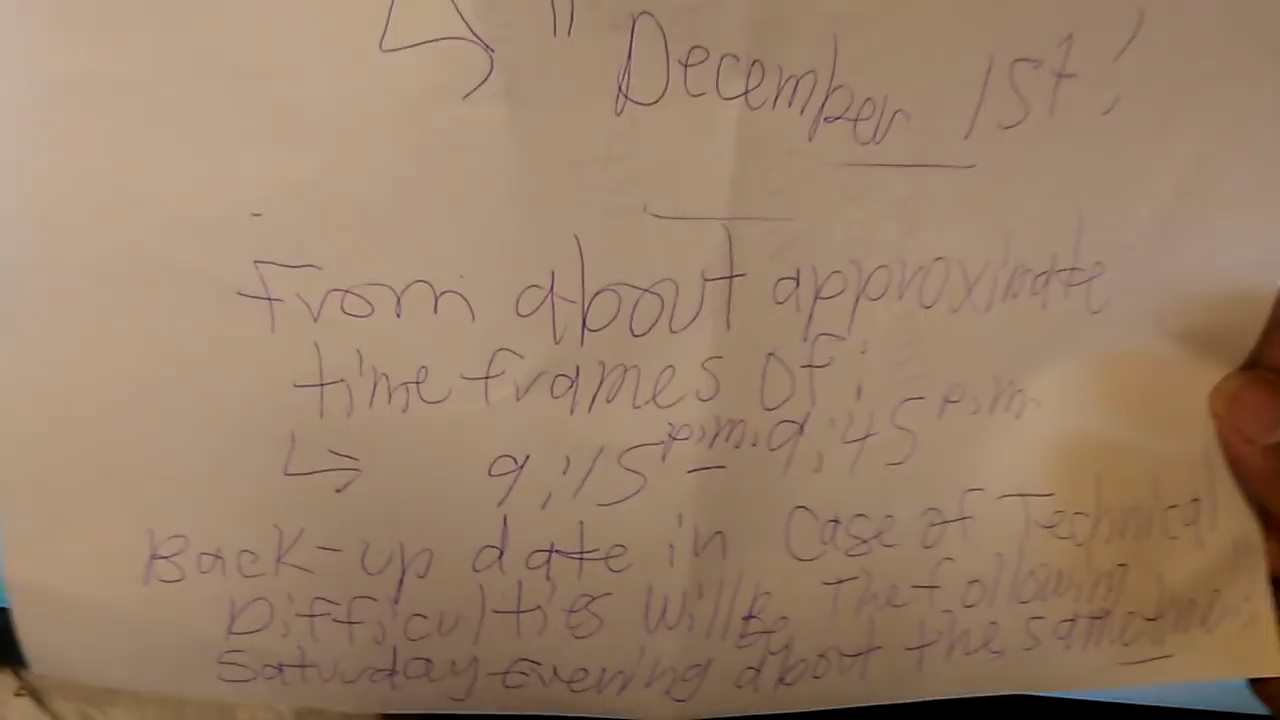 " December 1st!
From about approximate
time frames of:
↳ 9:15 p.m. - 9:45 p.m.
Back-up date in Case of Technical
Difficulties will be The following
Saturday Evening about the same time.